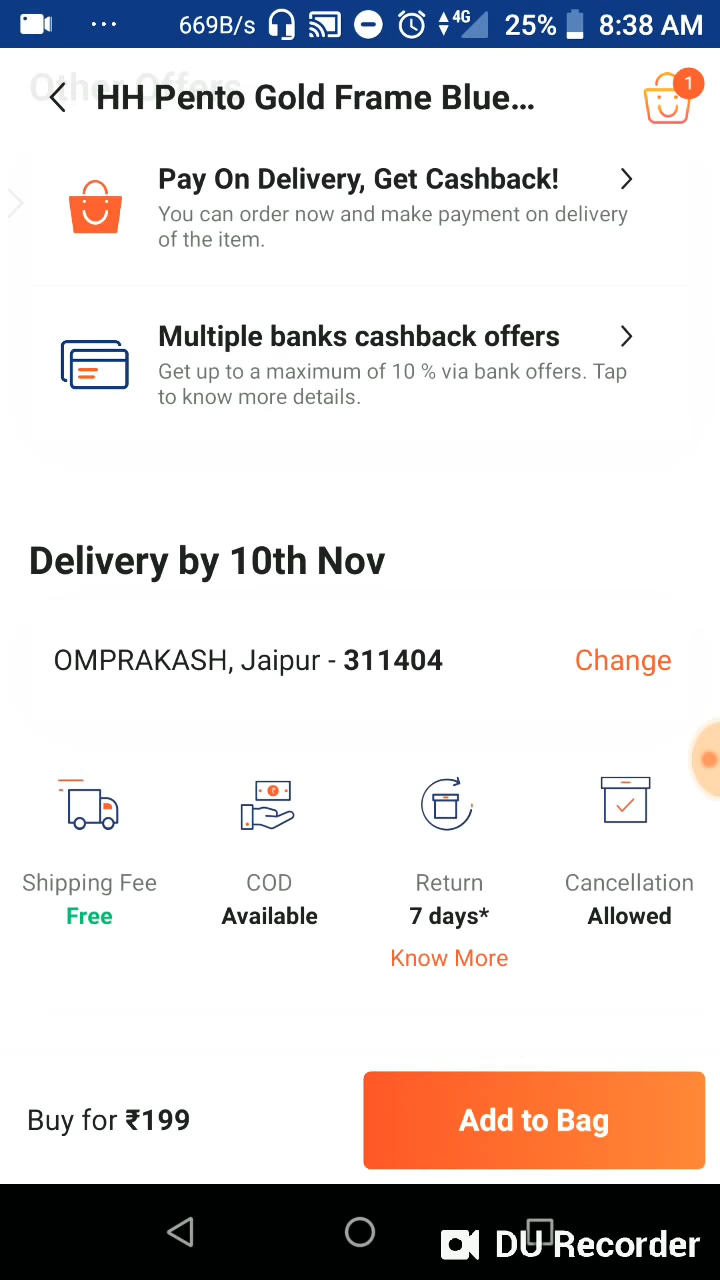 669B/s 4G 25% 8:38 AM
Other Offers
HH Pento Gold Frame Blue...
1
Pay On Delivery, Get Cashback!
You can order now and make payment on delivery
of the item.
Multiple banks cashback offers
Get up to a maximum of 10 % via bank offers. Tap
to know more details.
Delivery by 10th Nov
OMPRAKASH, Jaipur - 311404
Change
Shipping Fee
Free
COD
Available
Return
7 days*
Know More
Cancellation
Allowed
Buy for ₹199
Add to Bag
DU Recorder